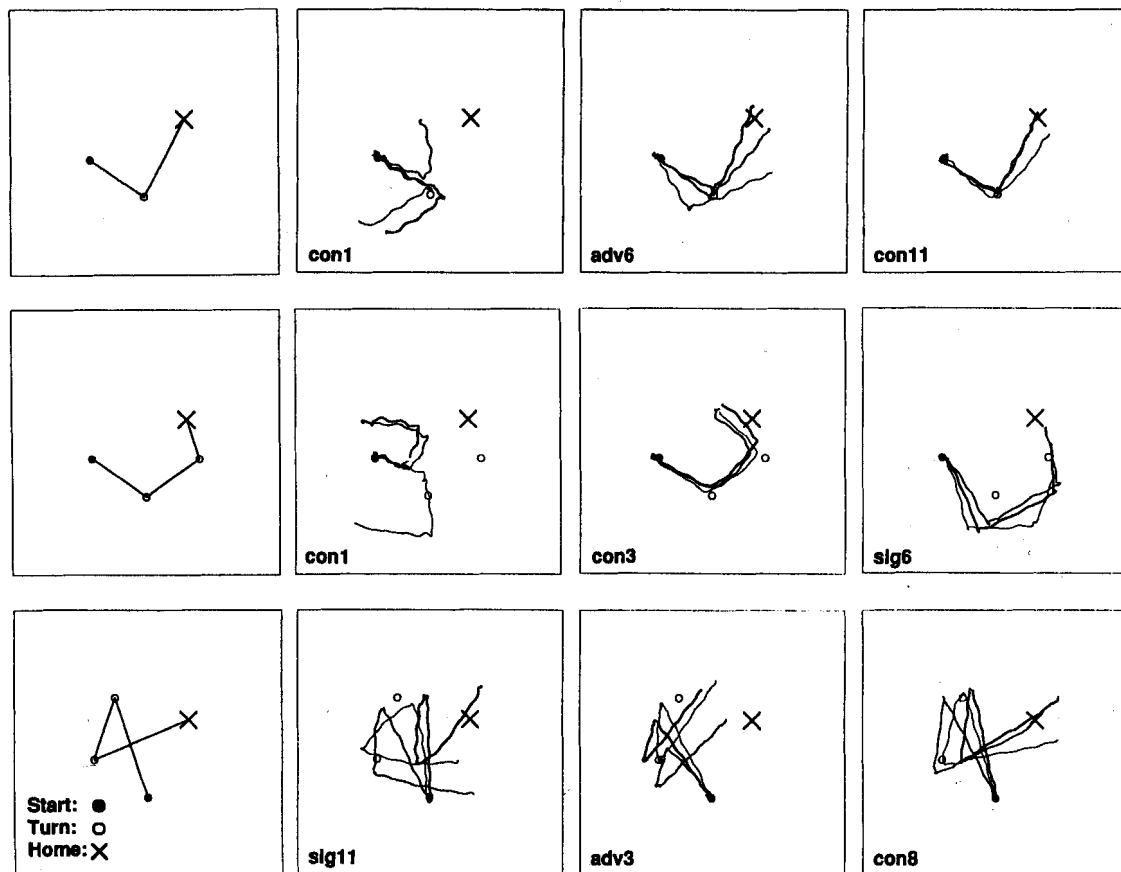 con1
adv6
con11
con1
con3
sig6
Start:
Turn:
Home:
sig11
adv3
con8